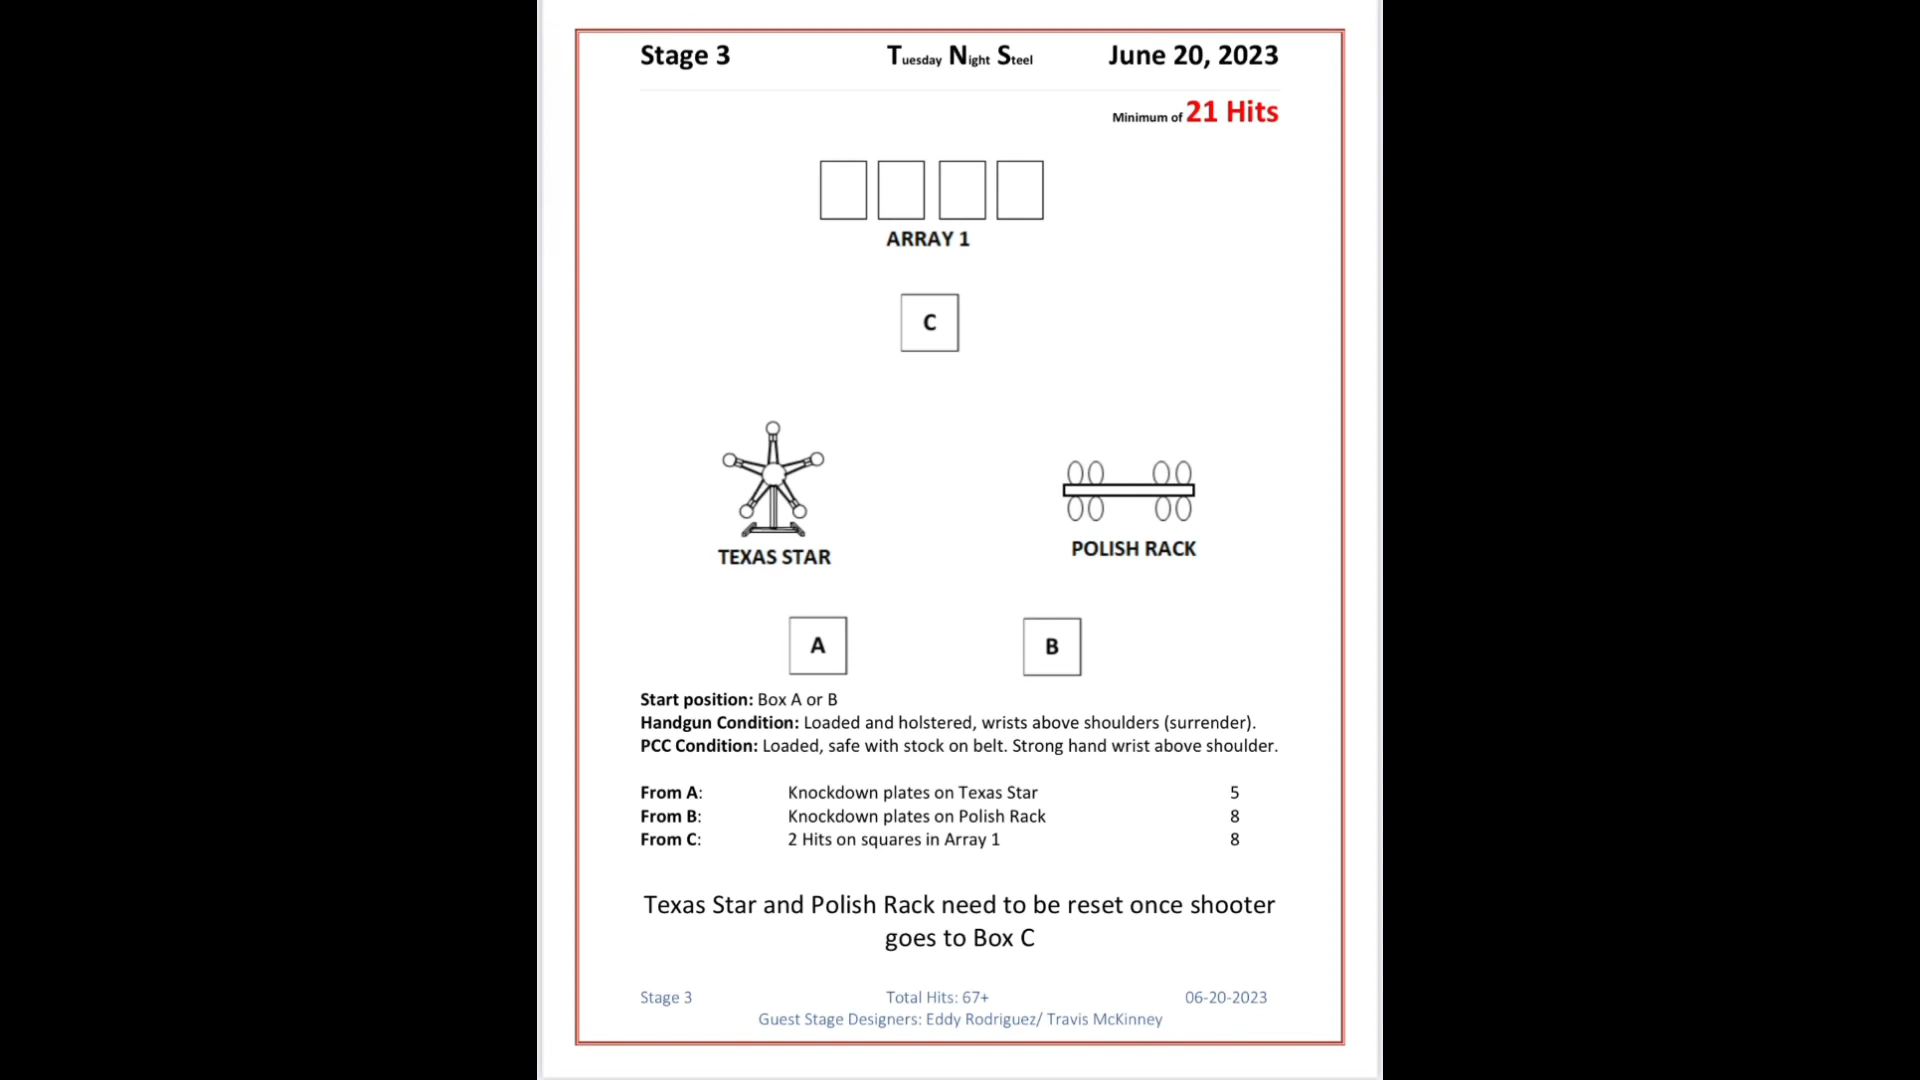 Stage 3 Tuesday Night Steel June 20, 2023
Minimum of 21 Hits
ARRAY 1
C
TEXAS STAR
POLISH RACK
A
B
Start position: Box A or B
Handgun Condition: Loaded and holstered, wrists above shoulders (surrender).
PCC Condition: Loaded, safe with stock on belt. Strong hand wrist above shoulder.
From A: Knockdown plates on Texas Star 5
From B: Knockdown plates on Polish Rack 8
From C: 2 Hits on squares in Array 1 8
Texas Star and Polish Rack need to be reset once shooter
goes to Box C
Stage 3 Total Hits: 67+ 06-20-2023
Guest Stage Designers: Eddy Rodriguez/ Travis McKinney